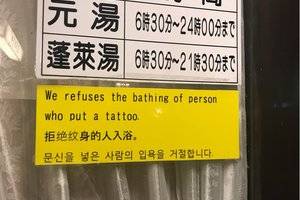 元湯 6時30分〜24時00分まで
蓬萊湯 6時30分〜21時30分まで
We refuses the bathing of person
who put a tattoo.
拒绝纹身的人入浴。
문신을 넣은 사람의 입욕을 거절합니다.